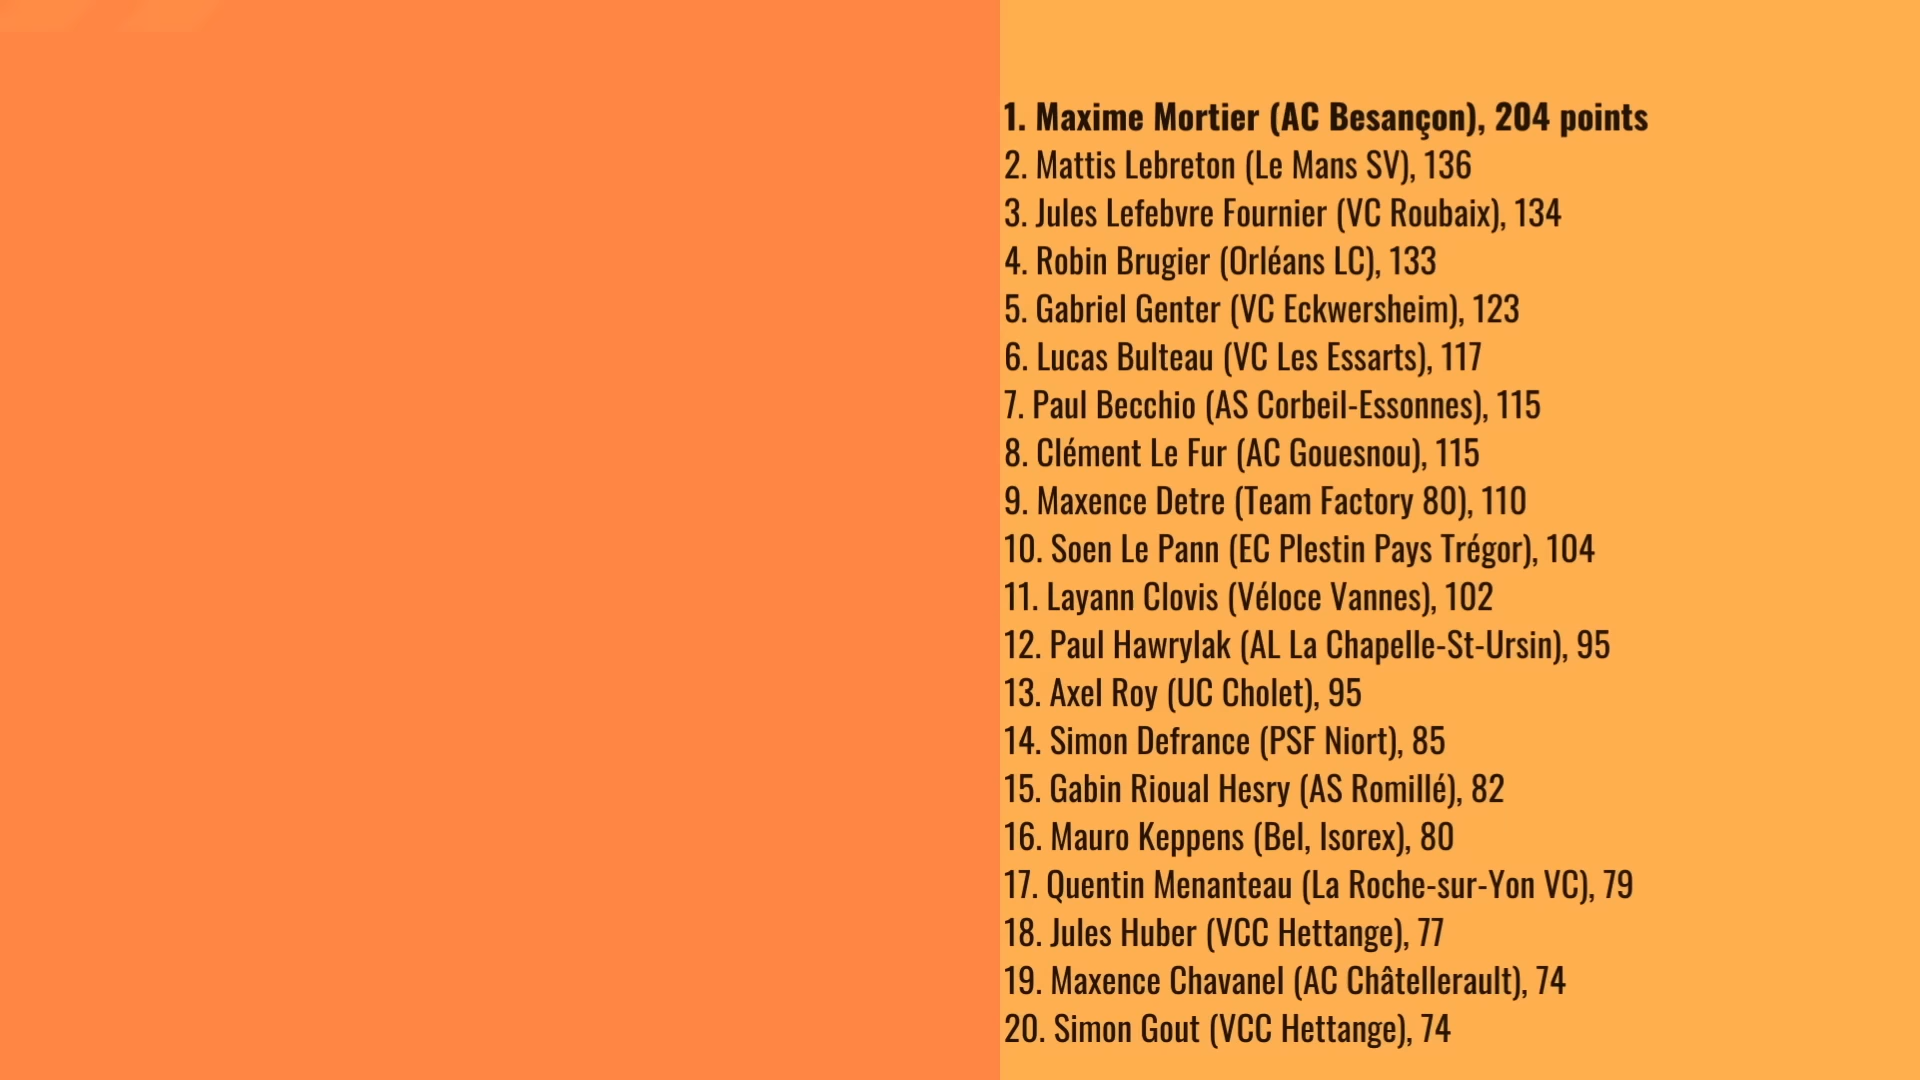 1. Maxime Mortier (AC Besançon), 204 points
2. Mattis Lebreton (Le Mans SV), 136
3. Jules Lefebvre Fournier (VC Roubaix), 134
4. Robin Brugier (Orléans LC), 133
5. Gabriel Genter (VC Eckwersheim), 123
6. Lucas Bulteau (VC Les Essarts), 117
7. Paul Becchio (AS Corbeil-Essonnes), 115
8. Clément Le Fur (AC Gouesnou), 115
9. Maxence Detre (Team Factory 80), 110
10. Soen Le Pann (EC Plestin Pays Trégor), 104
11. Layann Clovis (Véloce Vannes), 102
12. Paul Hawrylak (AL La Chapelle-St-Ursin), 95
13. Axel Roy (UC Cholet), 95
14. Simon Defrance (PSF Niort), 85
15. Gabin Rioual Hesry (AS Romillé), 82
16. Mauro Keppens (Bel, Isorex), 80
17. Quentin Menanteau (La Roche-sur-Yon VC), 79
18. Jules Huber (VCC Hettange), 77
19. Maxence Chavanel (AC Châtellerault), 74
20. Simon Gout (VCC Hettange), 74